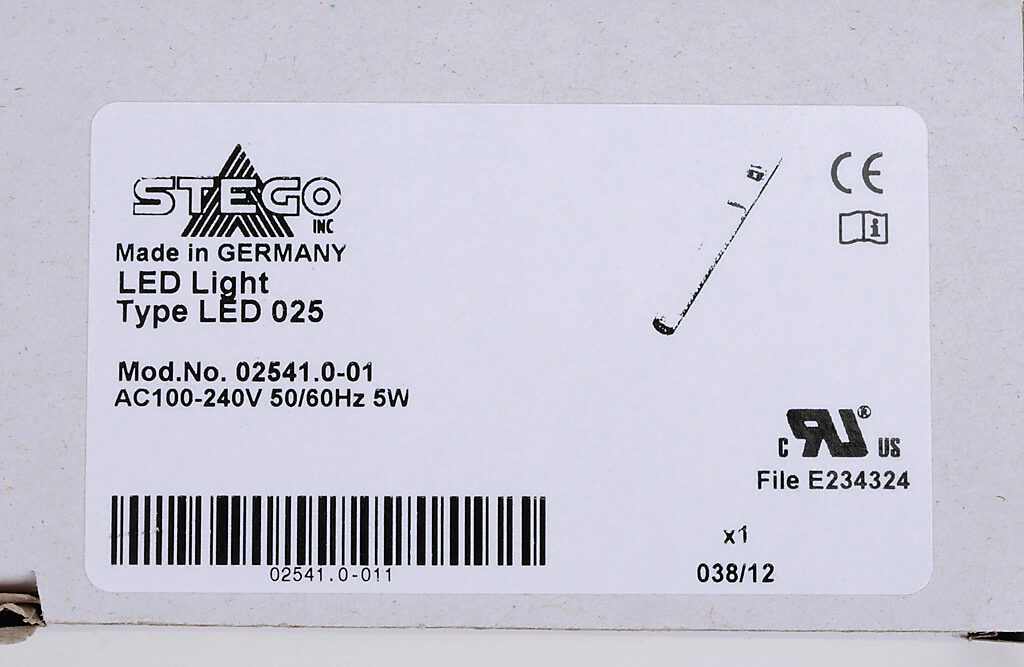 STEGO
INC
Made in GERMANY
LED Light
Type LED 025
Mod.No. 02541.0-01
AC100-240V 50/60Hz 5W
02541.0-011
CE
i
C RU® US
File E234324
x1
038/12